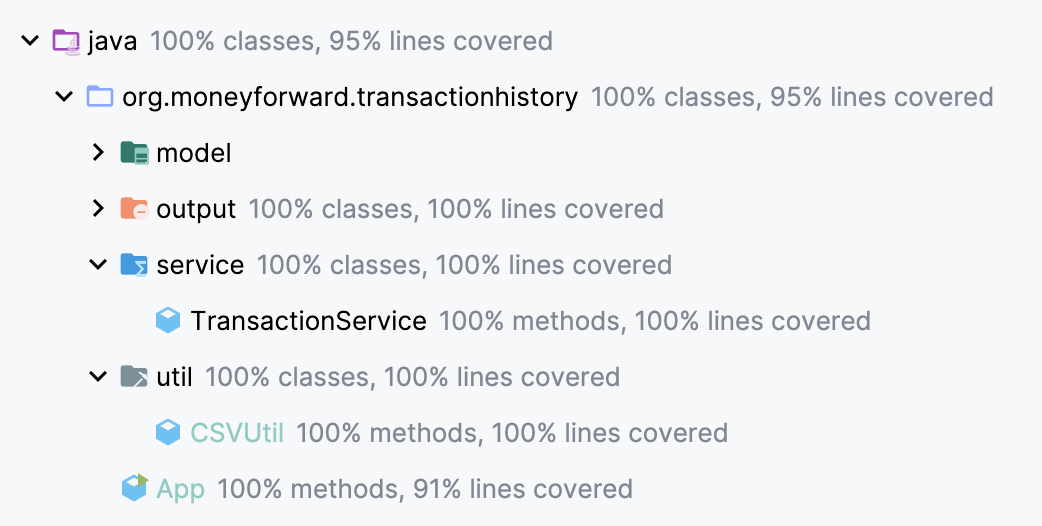 java 100% classes, 95% lines covered
org.moneyforward.transactionhistory 100% classes, 95% lines covered
model
output 100% classes, 100% lines covered
service 100% classes, 100% lines covered
TransactionService 100% methods, 100% lines covered
util 100% classes, 100% lines covered
CSVUtil 100% methods, 100% lines covered
App 100% methods, 91% lines covered